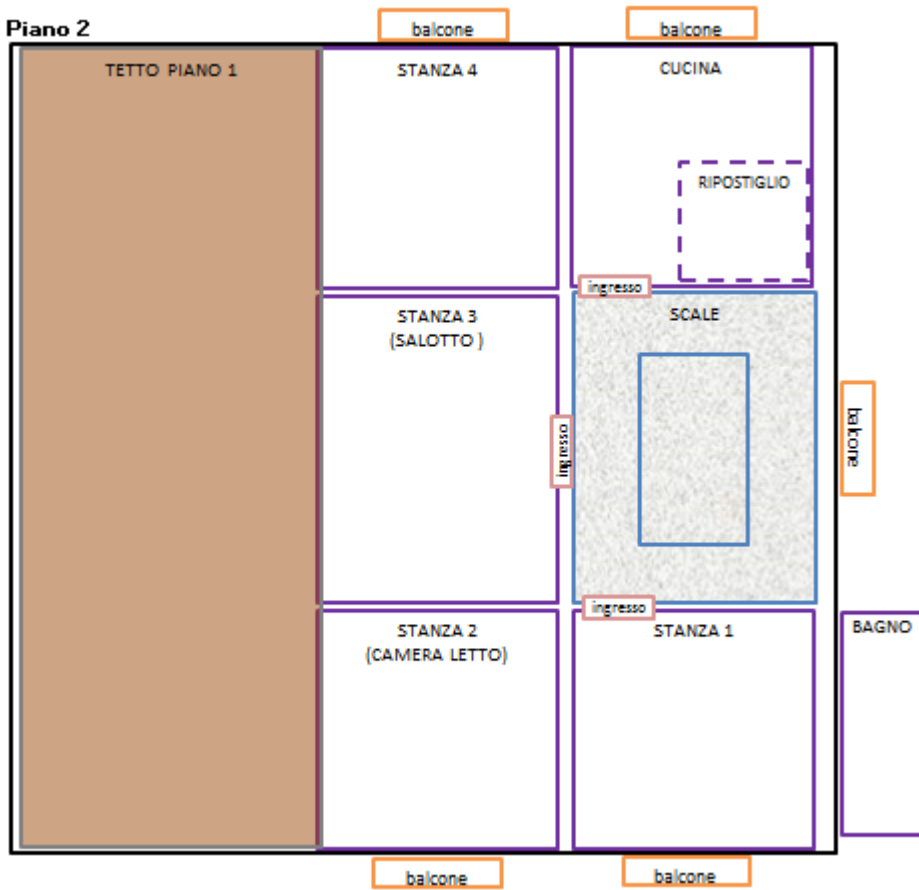 Piano 2
balcone
balcone
TETTO PIANO 1
STANZA 4
CUCINA
RIPOSTIGLIO
ingresso
STANZA 3
(SALOTTO )
SCALE
ingresso
balcone
ingresso
STANZA 2
(CAMERA LETTO)
STANZA 1
BAGNO
balcone
balcone